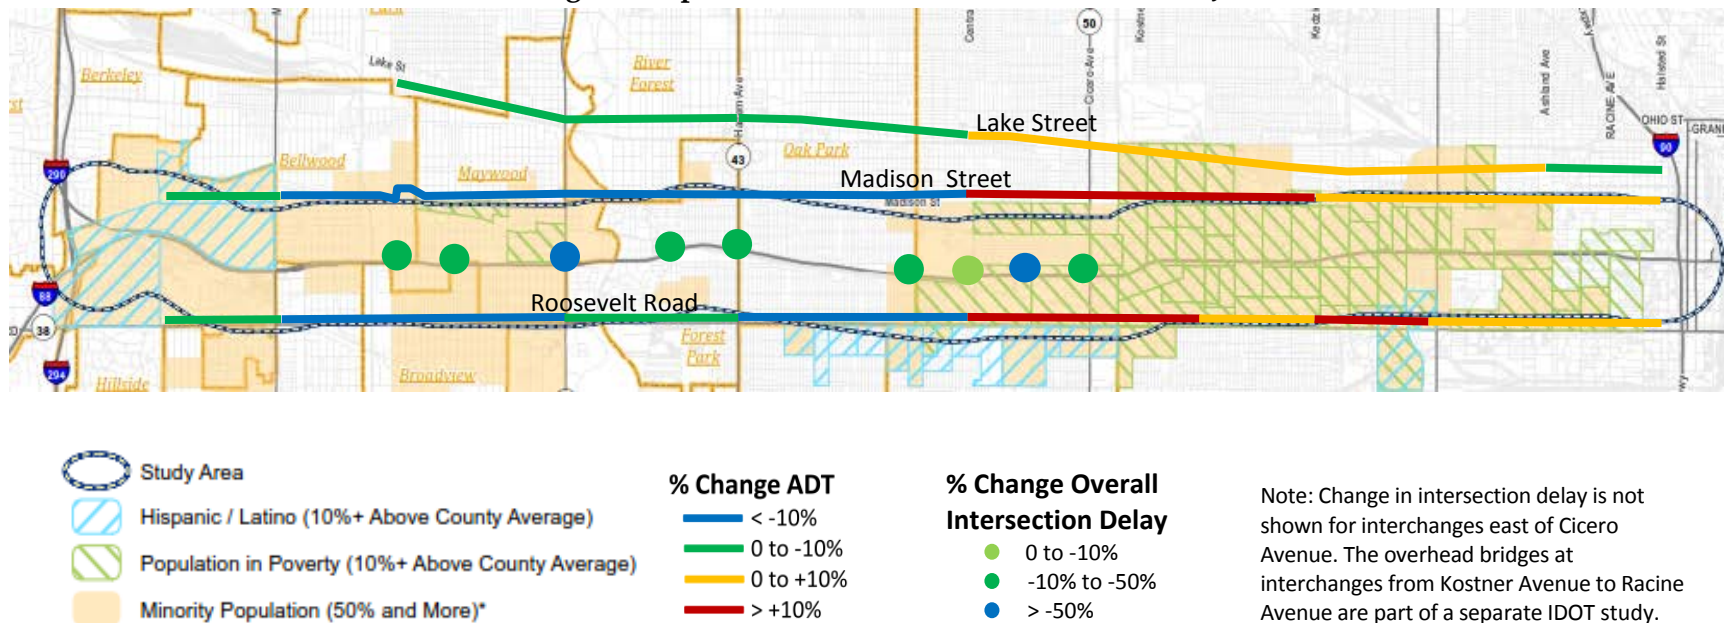 Berkeley
Lake St
River
Forest
Harlem Ave
50
Cicero Ave
Ashland Ave
RACINE AVE
Halsted St
OHIO ST
90
Lake Street
290
Bellwood
Maywood
43
Oak Park
Madison Street
Madison St
88
38
294
Roosevelt Road
Forest
Park
Hillside
Broadview
Study Area
Hispanic / Latino (10%+ Above County Average)
Population in Poverty (10%+ Above County Average)
Minority Population (50% and More)*
% Change ADT
< -10%
0 to -10%
0 to +10%
> +10%
% Change Overall
Intersection Delay
0 to -10%
-10% to -50%
> -50%
Note: Change in intersection delay is not
shown for interchanges east of Cicero
Avenue. The overhead bridges at
interchanges from Kostner Avenue to Racine
Avenue are part of a separate IDOT study.